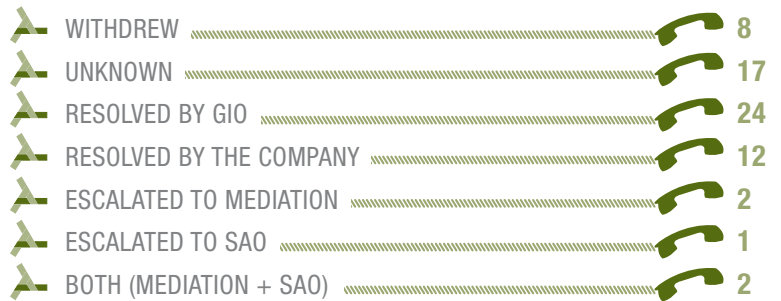 WITHDREW 8
UNKNOWN 17
RESOLVED BY GIO 24
RESOLVED BY THE COMPANY 12
ESCALATED TO MEDIATION 2
ESCALATED TO SAO 1
BOTH (MEDIATION + SAO) 2